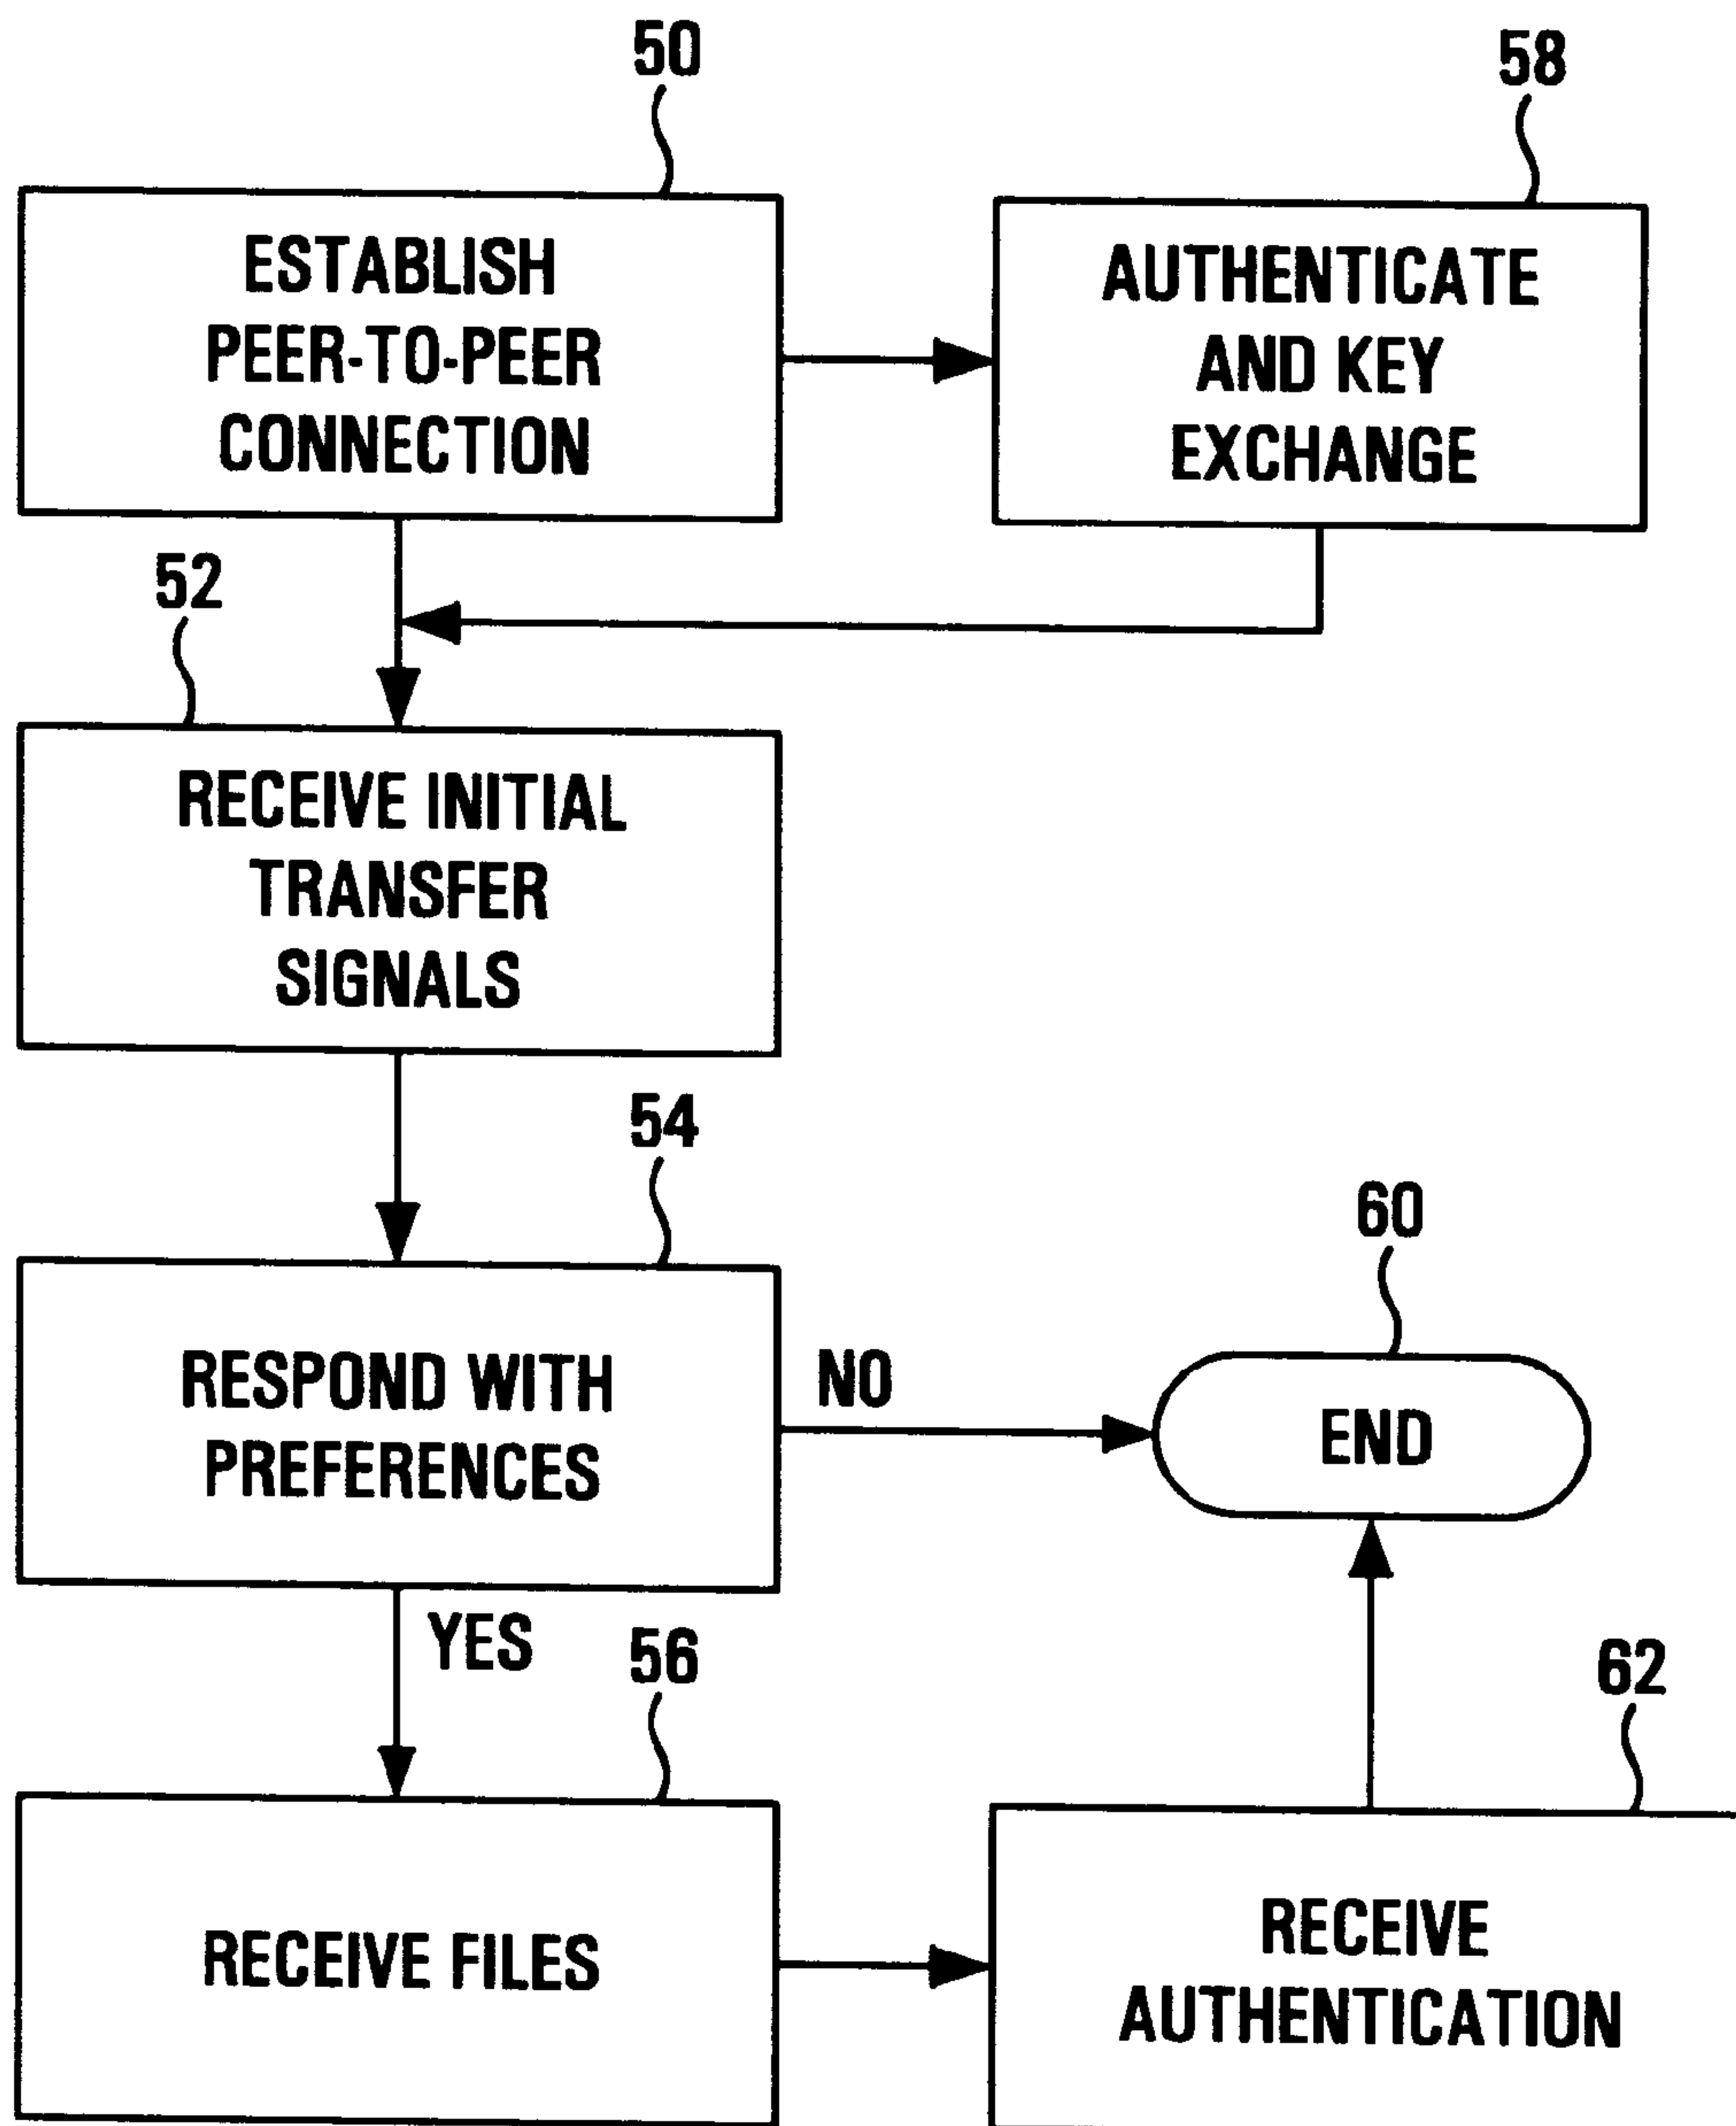 50
58
ESTABLISH
PEER-TO-PEER
CONNECTION
AUTHENTICATE
AND KEY
EXCHANGE
52
RECEIVE INITIAL
TRANSFER
SIGNALS
54
60
RESPOND WITH
PREFERENCES
NO
END
YES
56
62
RECEIVE FILES
RECEIVE
AUTHENTICATION